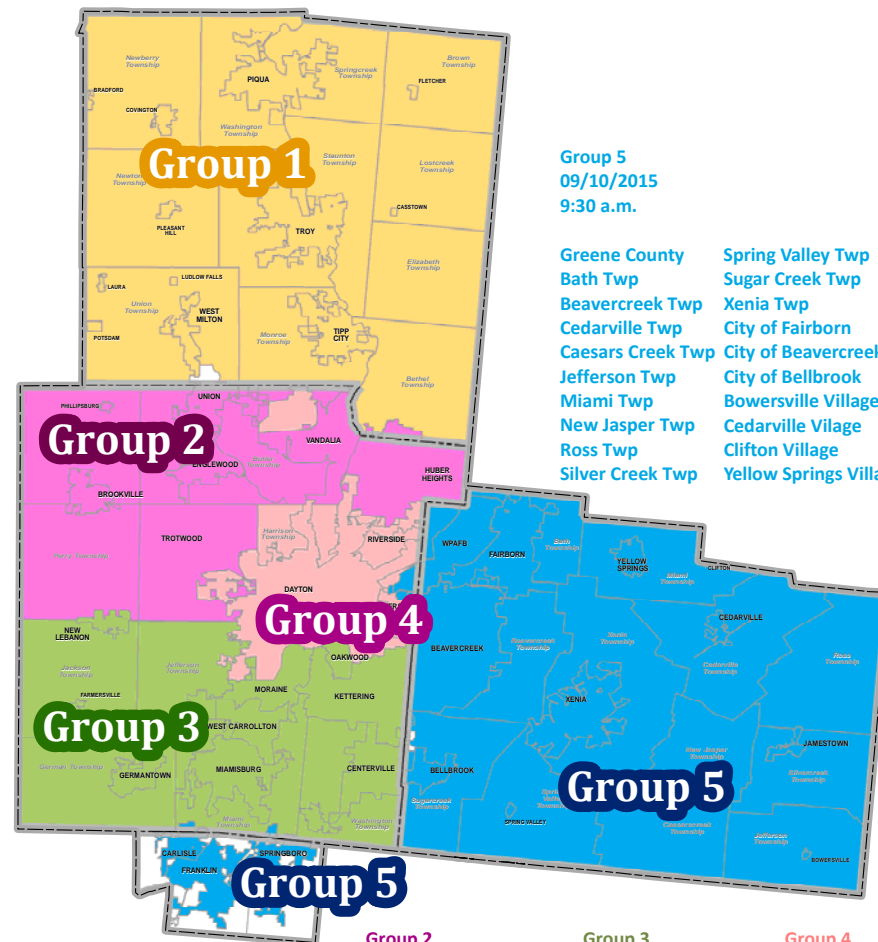 Newberry
Township
Springcreek
Township
Brown
Township
PIQUA
FLETCHER
BRADFORD
COVINGTON
Washington
Township
Group 1
Staunton
Township
Lostcreek
Township
Township
CASSTOWN
PLEASANT
HILL
TROY
Elizabeth
Township
LUDLOW FALLS
LAURA
Union
Township
WEST
MILTON
POTSDAM
Monroe
Township
TIPP
CITY
Bethel
Township
Group 5
09/10/2015
9:30 a.m.
Greene County Spring Valley Twp
Bath Twp Sugar Creek Twp
Beavercreek Twp Xenia Twp
Cedarville Twp City of Fairborn
Caesars Creek Twp City of Beavercreek
Jefferson Twp City of Bellbrook
Miami Twp Bowersville Village
New Jasper Twp Cedarville Vilage
Ross Twp Clifton Village
Silver Creek Twp Yellow Springs
UNION
PHILLIPSBURG
Group 2
VANDALIA
ENGLEWOOD
Butler
Township
HUBER
HEIGHTS
BROOKVILLE
TROTWOOD
Harrison
Township
RIVERSIDE
DAYTON
Group 4
OAKWOOD
NEW
LEBANON
Jackson
Township
Jefferson
Township
FARMERSVILLE
MORAINE
KETTERING
Group 3
WEST CARROLLTON
German Township
GERMANTOWN
MIAMISBURG
CENTERVILLE
Miami
Township
Washington
Township
WPAFB
FAIRBORN
Bath
Township
YELLOW
SPRINGS
Miami
Township
CLIFTON
CEDARVILLE
BEAVERCREEK
Beavercreek
Township
Xenia
Township
Cedarville
Township
Ross
Township
XENIA
JAMESTOWN
New Jasper
Township
Silvercreek
Township
BELLBROOK
Sugarcreek
Township
Group 5
SPRING VALLEY
Caesarscreek
Township
Jefferson
Township
BOWERSVILLE
CARLISLE
SPRINGBORO
FRANKLIN
Group 5
Group 2 Group 3 Group 4